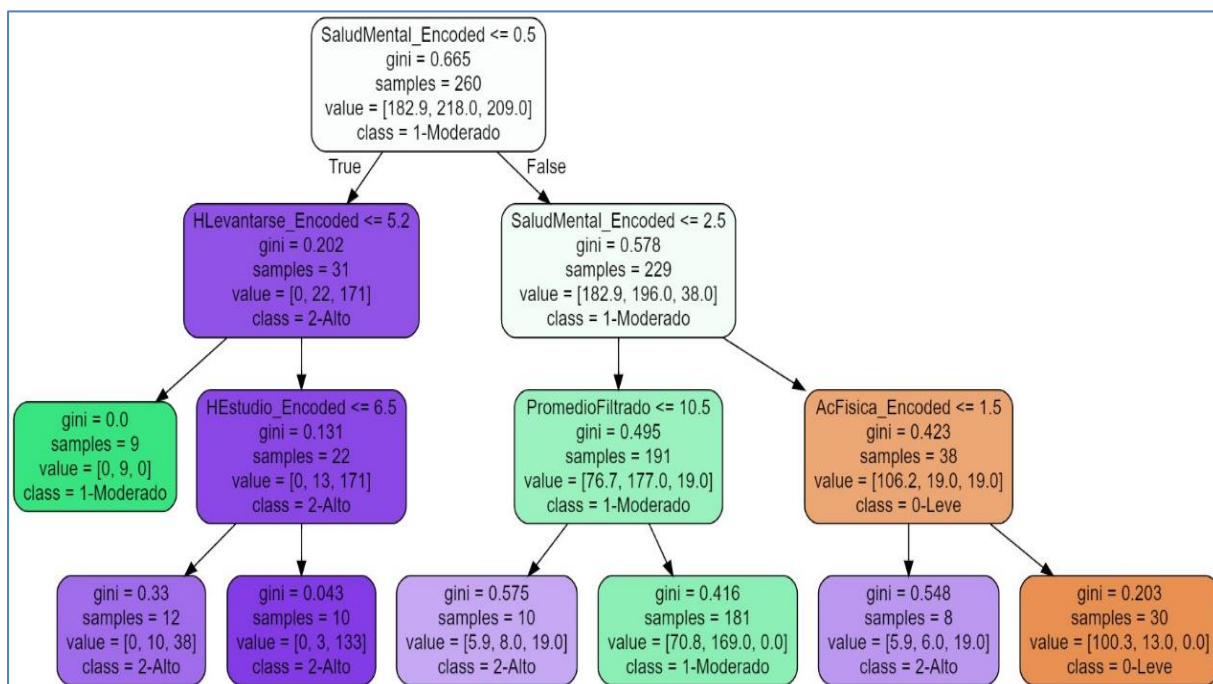 SaludMental_Encoded <= 0.5
gini = 0.665
samples = 260
value = [182.9, 218.0, 209.0]
class = 1-Moderado
True
False
HLevantarse_Encoded <= 5.2
gini = 0.202
samples = 31
value = [0, 22, 171]
class = 2-Alto
SaludMental_Encoded <= 2.5
gini = 0.578
samples = 229
value = [182.9, 196.0, 38.0]
class = 1-Moderado
gini = 0.0
samples = 9
value = [0, 9, 0]
class = 1-Moderado
HEstudio_Encoded <= 6.5
gini = 0.131
samples = 22
value = [0, 13, 171]
class = 2-Alto
PromedioFiltrado <= 10.5
gini = 0.495
samples = 191
value = [76.7, 177.0, 19.0]
class = 1-Moderado
AcFisica_Encoded <= 1.5
gini = 0.423
samples = 38
value = [106.2, 19.0, 19.0]
class = 0-Leve
gini = 0.33
samples = 12
value = [0, 10, 38]
class = 2-Alto
gini = 0.043
samples = 10
value = [0, 3, 133]
class = 2-Alto
gini = 0.575
samples = 10
value = [5.9, 8.0, 19.0]
class = 2-Alto
gini = 0.416
samples = 181
value = [70.8, 169.0, 0.0]
class = 1-Moderado
gini = 0.548
samples = 8
value = [5.9, 6.0, 19.0]
class = 2-Alto
gini = 0.203
samples = 30
value = [100.3, 13.0, 0.0]
class = 0-Leve